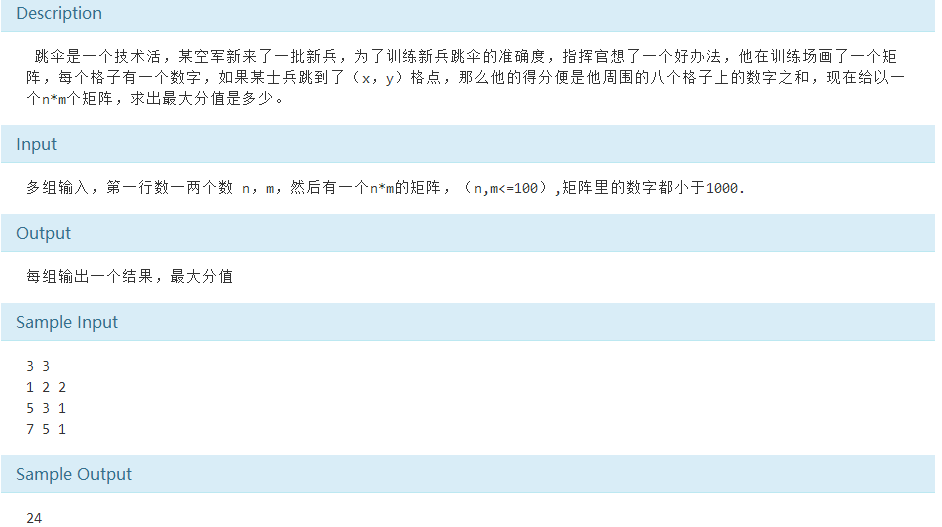 Description
跳伞是一个技术活，某空军新来了一批新兵，为了训练新兵跳伞的准确度，指挥官想了一个好办法，他在训练场画了一个矩
阵，每个格子有一个数字，如果某士兵跳到了（x，y）格点，那么他的得分便是他周围的八个格子上的数字之和，现在给以一
个n*m个矩阵，求出最大分值是多少。
Input
多组输入，第一行数一两个数 n，m，然后有一个n*m的矩阵，（n,m<=100）,矩阵里的数字都小于1000.
Output
每组输出一个结果，最大分值
Sample Input
3 3
1 2 2
5 3 1
7 5 1
Sample Output
24